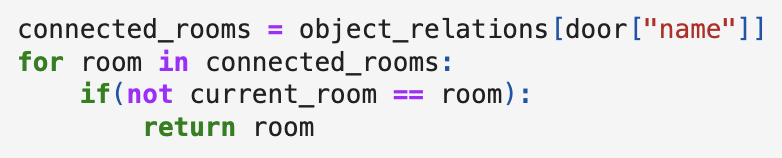 connected_rooms = object_relations[door["name"]]
for room in connected_rooms:
    if(not current_room == room):
        return room